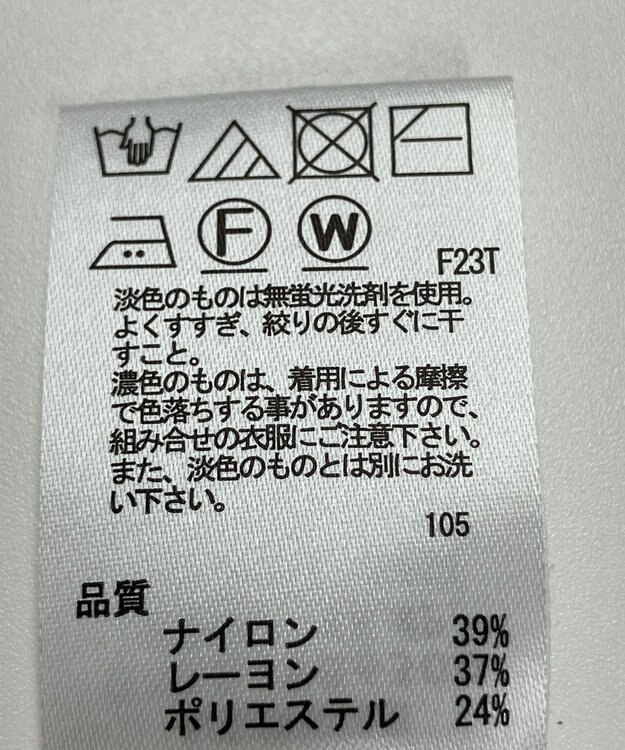 F
W
F23T
淡色のものは無蛍光洗剤を使用。
よくすすぎ、絞りの後すぐに干
すこと。
濃色のものは、着用による摩擦
で色落ちする事がありますので、
組み合せの衣服にご注意下さい。
また、淡色のものとは別にお洗
い下さい。
105
品質
ナイロン 39%
レーヨン 37%
ポリエステル 24%